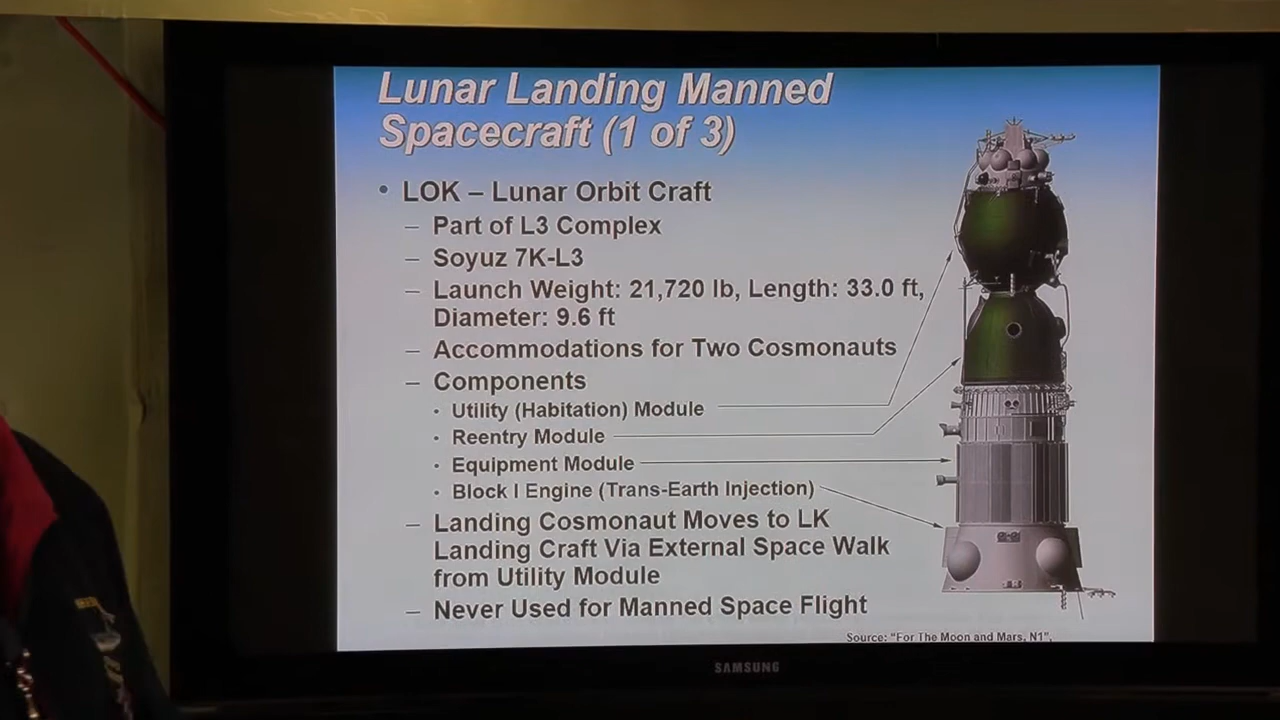 Lunar Landing Manned
Spacecraft (1 of 3)
• LOK – Lunar Orbit Craft
– Part of L3 Complex
– Soyuz 7K-L3
– Launch Weight: 21,720 lb, Length: 33.0 ft,
Diameter: 9.6 ft
– Accommodations for Two Cosmonauts
– Components
• Utility (Habitation) Module
• Reentry Module
• Equipment Module
• Block I Engine (Trans-Earth Injection)
– Landing Cosmonaut Moves to LK
Landing Craft Via External Space Walk
from Utility Module
– Never Used for Manned Space Flight
Source: "For The Moon and Mars, N1",
SAMSUNG